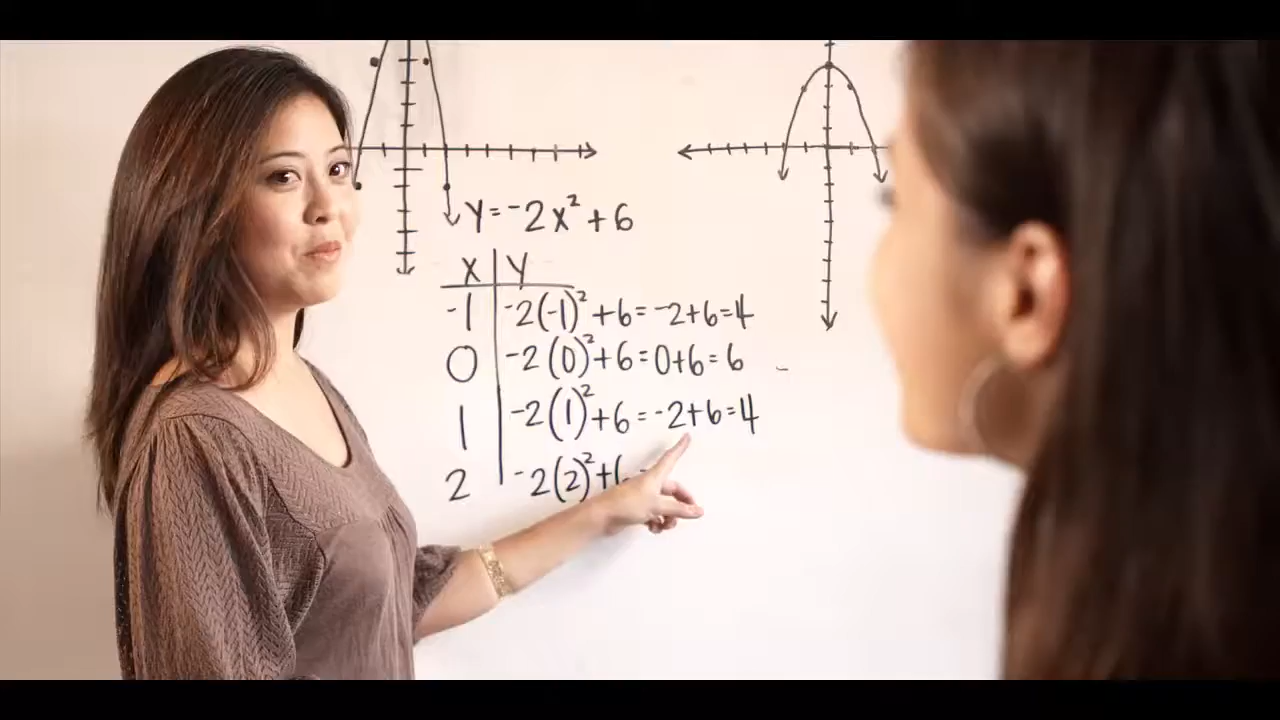 Y=-2x²+6
X Y
-1 -2(-1)²+6=-2+6=4
0 -2(0)²+6=0+6=6
1 -2(1)²+6=-2+6=4
2 -2(2)²+6